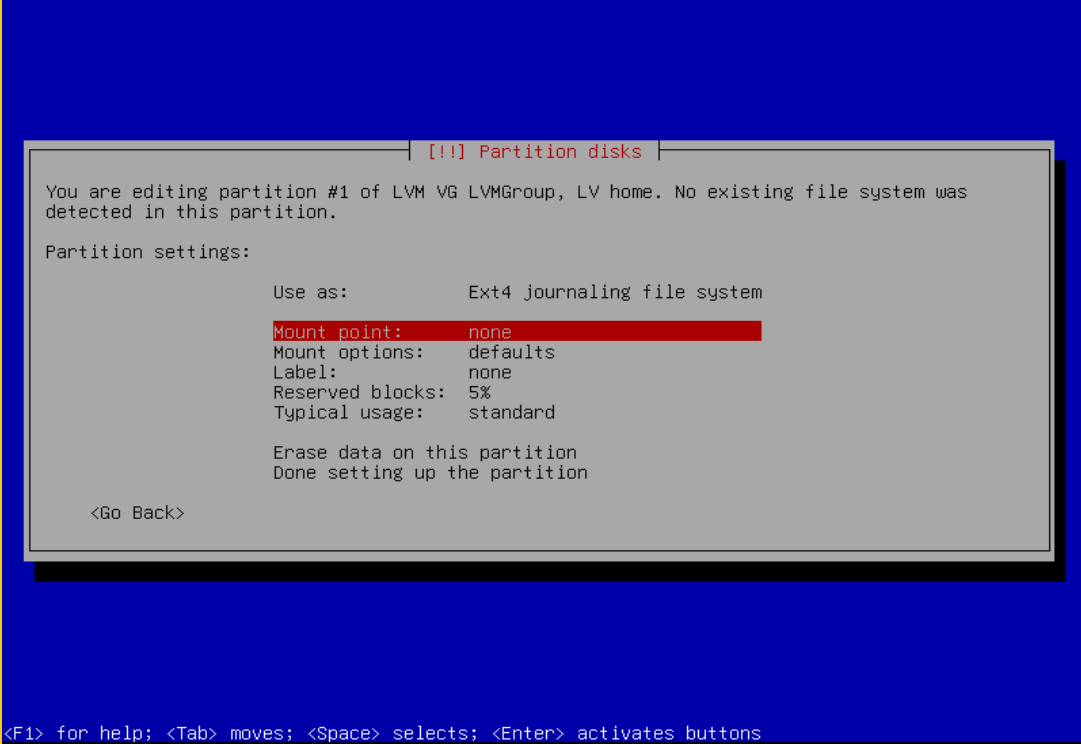 [!!] Partition disks
You are editing partition #1 of LVM VG LVMGroup, LV home. No existing file system was
detected in this partition.
Partition settings:
Use as: Ext4 journaling file system
Mount point: none
Mount options: defaults
Label: none
Reserved blocks: 5%
Typical usage: standard
Erase data on this partition
Done setting up the partition
<Go Back>
<F1> for help; <Tab> moves; <Space> selects; <Enter> activates buttons